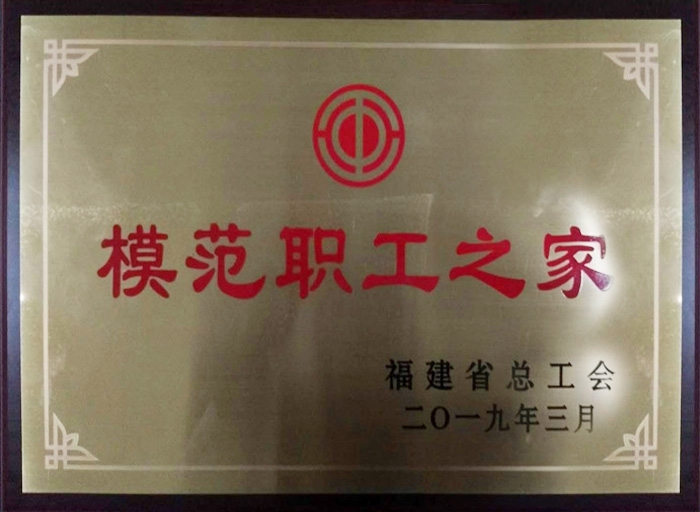 模范职工之家
福建省总工会
二〇一九年三月